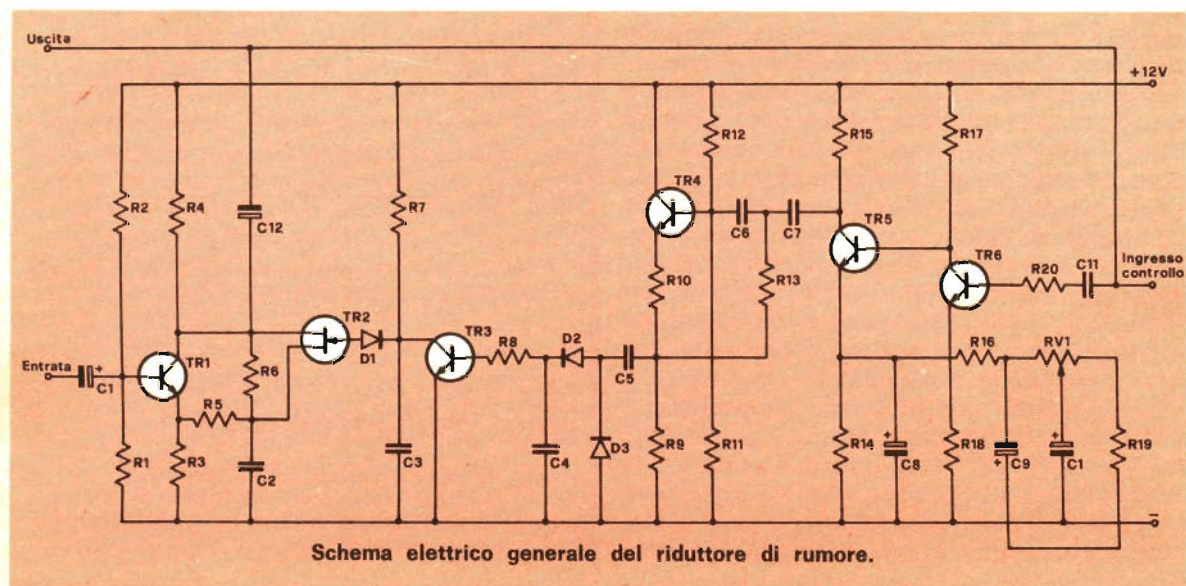 Uscita
+12V
R2
R4
C12
R7
R12
R15
R17
TR4
C6
C7
TR5
TR6
R20
C11
Ingresso
controllo
R10
R13
TR2
D1
TR3
R8
D2
C5
Entrata
+
C1
TR1
R6
R5
R16
RV1
R1
R3
C2
C3
C4
D3
R9
R11
R14
+
C8
R18
+
C9
+
C1
R19
-
Schema elettrico generale del riduttore di rumore.